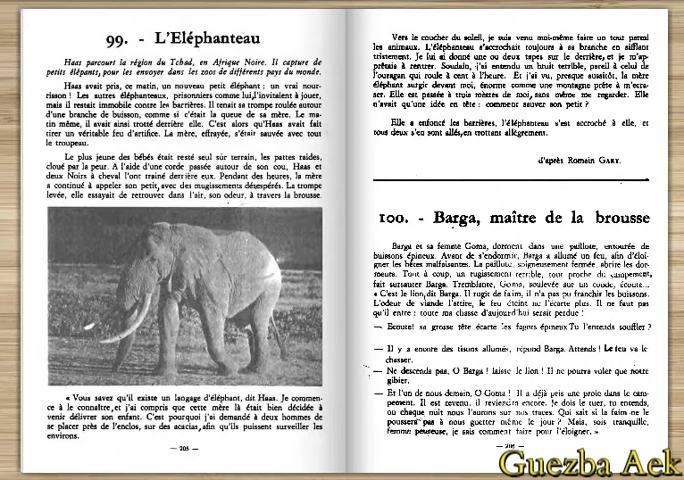 99. - L'Eléphanteau
Haas parcourt la région du Tchad, en Afrique Noire. Il capture de
petits éléphants, pour les envoyer dans les zoos de différents pays du monde.
Haas avait pris, ce matin, un nouveau petit éléphant : un vrai nour-
risson ! Les autres éléphanteaux, prisonniers comme lui, l'invitaient à jouer,
mais il restait immobile contre les barrières. Il tenait sa trompe roulée autour
d'une branche de buisson, comme si c'était la queue de sa mère. Le ma-
tin même, il avait ainsi trotté derrière elle. C'est alors qu'Haas avait fait
tirer un véritable feu d'artifice. La mère, effrayée, s'était sauvée avec tout
le troupeau.
Le plus jeune des bébés était resté seul sur terrain, les pattes raides,
cloué par la peur. A l'aide d'une corde passée autour de son cou, Haas et
deux Noirs à cheval l'ont traîné derrière eux. Pendant des heures, la mère
a continué à appeler son petit, avec des mugissements désespérés. La trompe
levée, elle essayait de retrouver dans l'air, son odeur, à travers la brousse.
« Vous savez qu'il existe un langage d'éléphant, dit Haas. Je commen-
ce à le connaître, et j'ai compris que cette mère là était bien décidée à
venir délivrer son enfant. C'est pourquoi j'ai demandé à deux hommes de
se placer près de l'enclos, sur des acacias, afin qu'ils puissent surveiller les
environs.
— 205 —
Vers le coucher du soleil, je suis venu moi-même faire un tout pareil
les animaux. L'éléphanteau s'accrochait toujours à sa branche en sifflant
tristement. Je lui ai donné une ou deux tapes sur le derrière, et je m'ap-
prêtais à rentrer. Soudain, j'ai entendu un bruit terrible, pareil à celui de
l'ouragan qui roule à cent à l'heure. Et j'ai vu, presque aussitôt, la mère
éléphant surgir devant moi, énorme comme une montagne prête à m'écra-
ser. Elle est passée à trois mètres de moi, sans même me regarder. Elle
n'avait qu'une idée en tête : comment sauver son petit ?
Elle a enfoncé les barrières, l'éléphanteau s'est accroché à elle, et
tous deux s'en sont allés, en trottant allègrement.
d'après Romain GARY.
100. - Barga, maître de la brousse
Barga et sa femme Goma, dorment dans une paillote, entourée de
buissons épineux. Avant de s'endormir, Barga a allumé un feu, afin d'éloi-
gner les bêtes malfaisantes. La paillote, soigneusement fermée, abrite les dor-
meurs. Tout à coup, un rugissement terrible, tout proche du campement,
fait sursauter Barga. Tremblante, Goma, soulevée sur un coude, écoute...
« C'est le lion, dit Barga. Il rugit de faim, il n'a pas pu franchir les buissons.
L'odeur de viande l'attire, le feu éteint ne l'écarte plus. Il ne faut pas
qu'il entre : toute ma chasse d'aujourd'hui serait perdue !
— Ecoute! sa grosse tête écarte les fagots épineux Tu l'entends souffler ?
— Il y a encore des tisons allumés, répond Barga. Attends ! Le feu va le
chasser.
— Ne descends pas, O Barga ! laisse le lion ! Il ne pourra voler que notre
gibier.
— Et l'un de nous demain, O Goma ! Il a déjà pris une proie dans le cam-
pement. Il est revenu, il reviendra encore. Je dois le tuer, tu entends,
ou chaque nuit nous l'aurons sur nos traces. Qui sait si la faim ne le
poussera pas à nous guetter même le jour ? Mais, sois tranquille,
femme peureuse, je sais comment faire pour l'éloigner. »
Guezba Aek